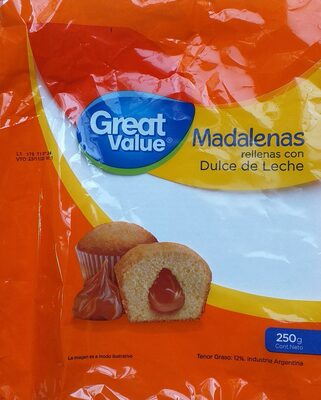 Great
Value®
Madalenas
rellenas con
Dulce de Leche
250g
Cont. Neto
La imagen es a modo ilustrativo
Tenor Graso: 12%. Industria Argentina